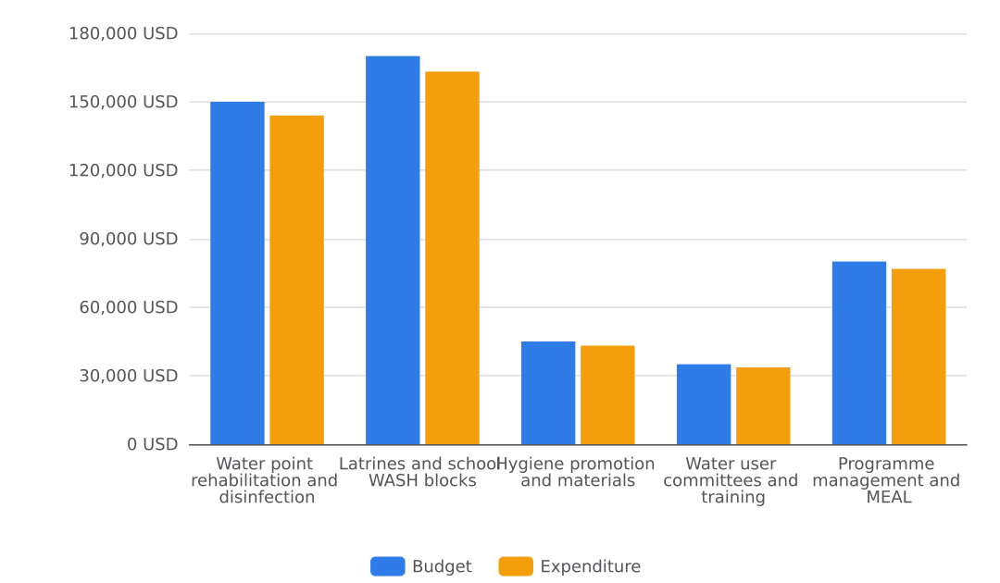 180,000 USD
150,000 USD
120,000 USD
90,000 USD
60,000 USD
30,000 USD
0 USD
Water point
rehabilitation and
disinfection
Latrines and school
WASH blocks
Hygiene promotion
and materials
Water user
committees and
training
Programme
management and
MEAL
Budget
Expenditure